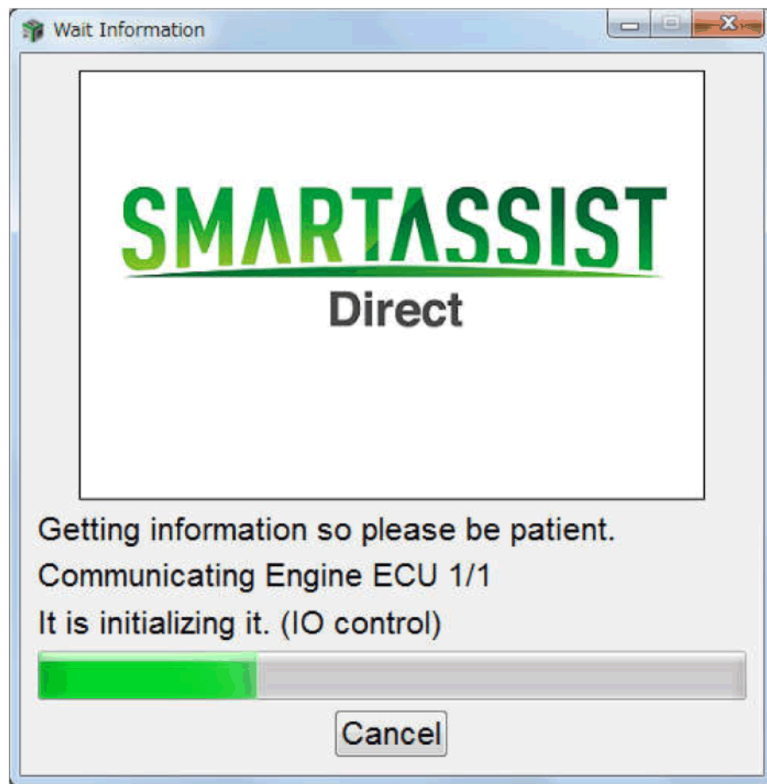 Wait Information
SMARTASSIST
Direct
Getting information so please be patient.
Communicating Engine ECU 1/1
It is initializing it. (IO control)
Cancel